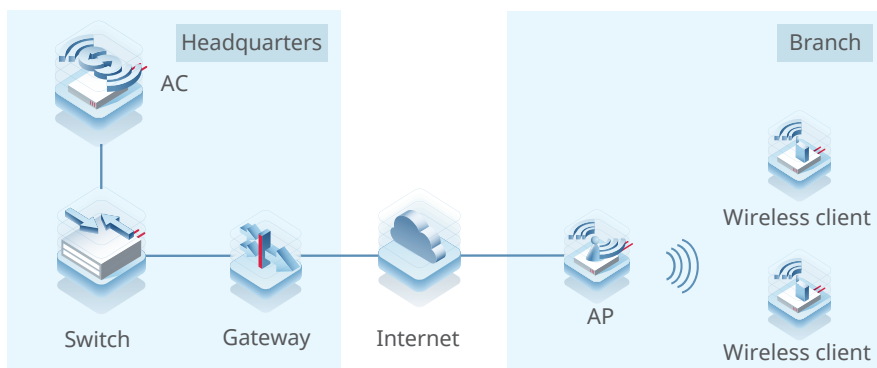 Headquarters
Branch
AC
Wireless client
AP
Switch
Gateway
Internet
Wireless client